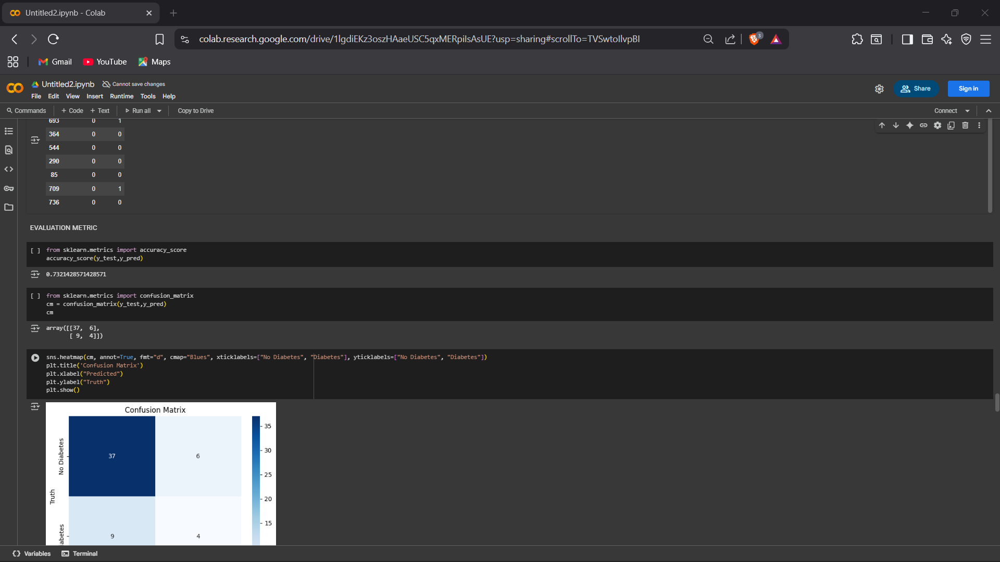 Untitled2.ipynb - Colab
colab.research.google.com/drive/1lgdiEKz3oszHAaeUSC5qxMERpiIsAsUE?usp=sharing#scrollTo=TVSwtoIlvpBI
3
Gmail YouTube Maps
Untitled2.ipynb Cannot save changes
File Edit View Insert Runtime Tools Help
Share Sign in
Commands + Code + Text Run all Copy to Drive Connect
693 0 1
364 0 0
544 0 0
290 0 0
85 0 0
709 0 1
736 0 0
EVALUATION METRIC
[ ] from sklearn.metrics import accuracy_score
accuracy_score(y_test,y_pred)
0.7321428571428571
[ ] from sklearn.metrics import confusion_matrix
cm = confusion_matrix(y_test,y_pred)
cm
array([[37, 6],
[ 9, 4]])
sns.heatmap(cm, annot=True, fmt="d", cmap="Blues", xticklabels=["No Diabetes", "Diabetes"], yticklabels=["No Diabetes", "Diabetes"])
plt.title('Confusion Matrix')
plt.xlabel("Predicted")
plt.ylabel("Truth")
plt.show()
Confusion Matrix
35
No Diabetes
37 6
30
25
Truth
20
15
abetes
9 4
Variables Terminal